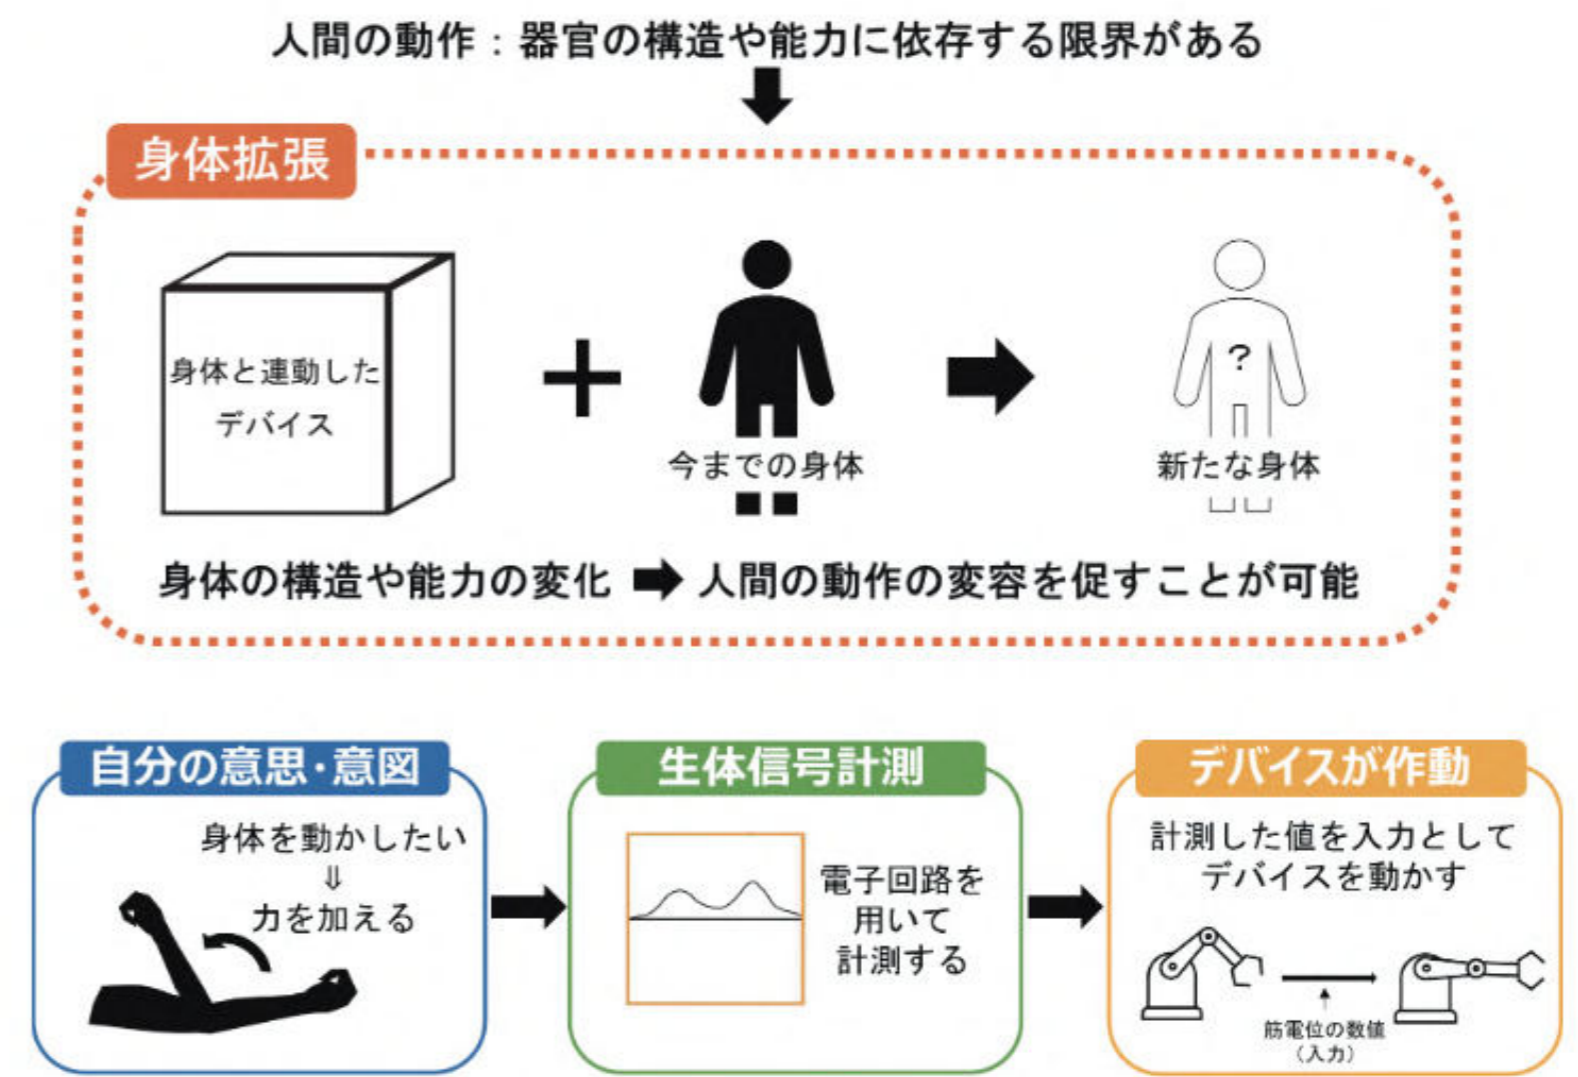 人間の動作：器官の構造や能力に依存する限界がある
身体拡張
身体と連動した
デバイス
今までの身体
?
新たな身体
身体の構造や能力の変化
人間の動作の変容を促すことが可能
自分の意思・意図
身体を動かしたい
⇓
力を加える
生体信号計測
電子回路を
用いて
計測する
デバイスが作動
計測した値を入力として
デバイスを動かす
筋電位の数値
（入力）